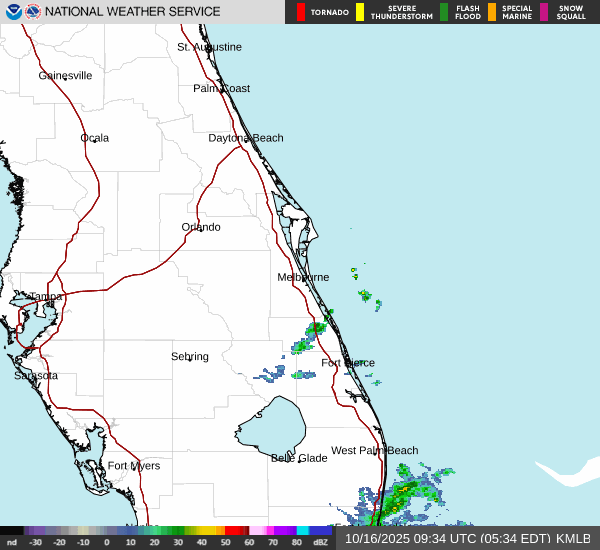 NATIONAL WEATHER SERVICE
TORNADO
SEVERE THUNDERSTORM
FLASH FLOOD
SPECIAL MARINE
SNOW SQUALL
St. Augustine
Gainesville
Palm Coast
Ocala
Daytona Beach
Orlando
Melbourne
Tampa
Sebring
Fort Pierce
Sarasota
West Palm Beach
Belle Glade
Fort Myers
nd -30 -20 -10 0 10 20 30 40 50 60 70 80 dBZ
10/16/2025 09:34 UTC (05:34 EDT) KMLB